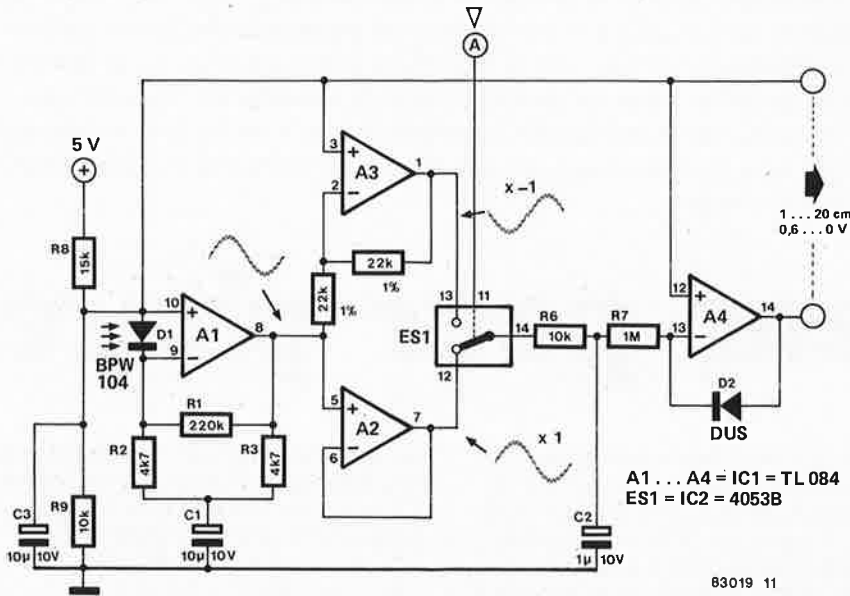 A
5 V
+
R8
15k
3
+
2
−
A3
1
x −1
22k
1%
22k
1%
1 ... 20 cm
0,6 ... 0 V
10
+
9
−
A1
8
D1
BPW
104
R1
220k
R2
4k7
R3
4k7
13
11
ES1
14
12
R6
10k
R7
1M
12
+
13
−
A4
14
D2
DUS
5
+
6
−
A2
7
x 1
A1 ... A4 = IC1 = TL 084
ES1 = IC2 = 4053B
C3
10µ 10V
R9
10k
C1
10µ 10V
C2
1µ 10V
83019 11